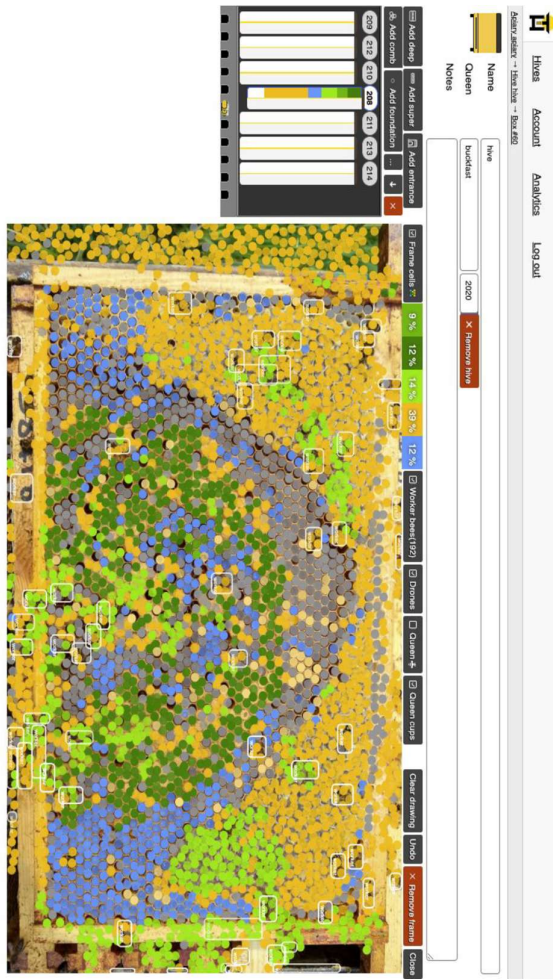 Hives Account Analytics Log out
Apiary apiary → Hive hive → Box #60
Name hive
Queen buckfast 2020 × Remove hive
Notes
Add deep Add super Add entrance
Add comb Add foundation ... ×
209 212 210 208 211 213 214
Frame cells 9 % 12 % 14 % 39 % 12 % Worker bees(192) Drones Queen Queen cups Clear drawing Undo × Remove frame Close